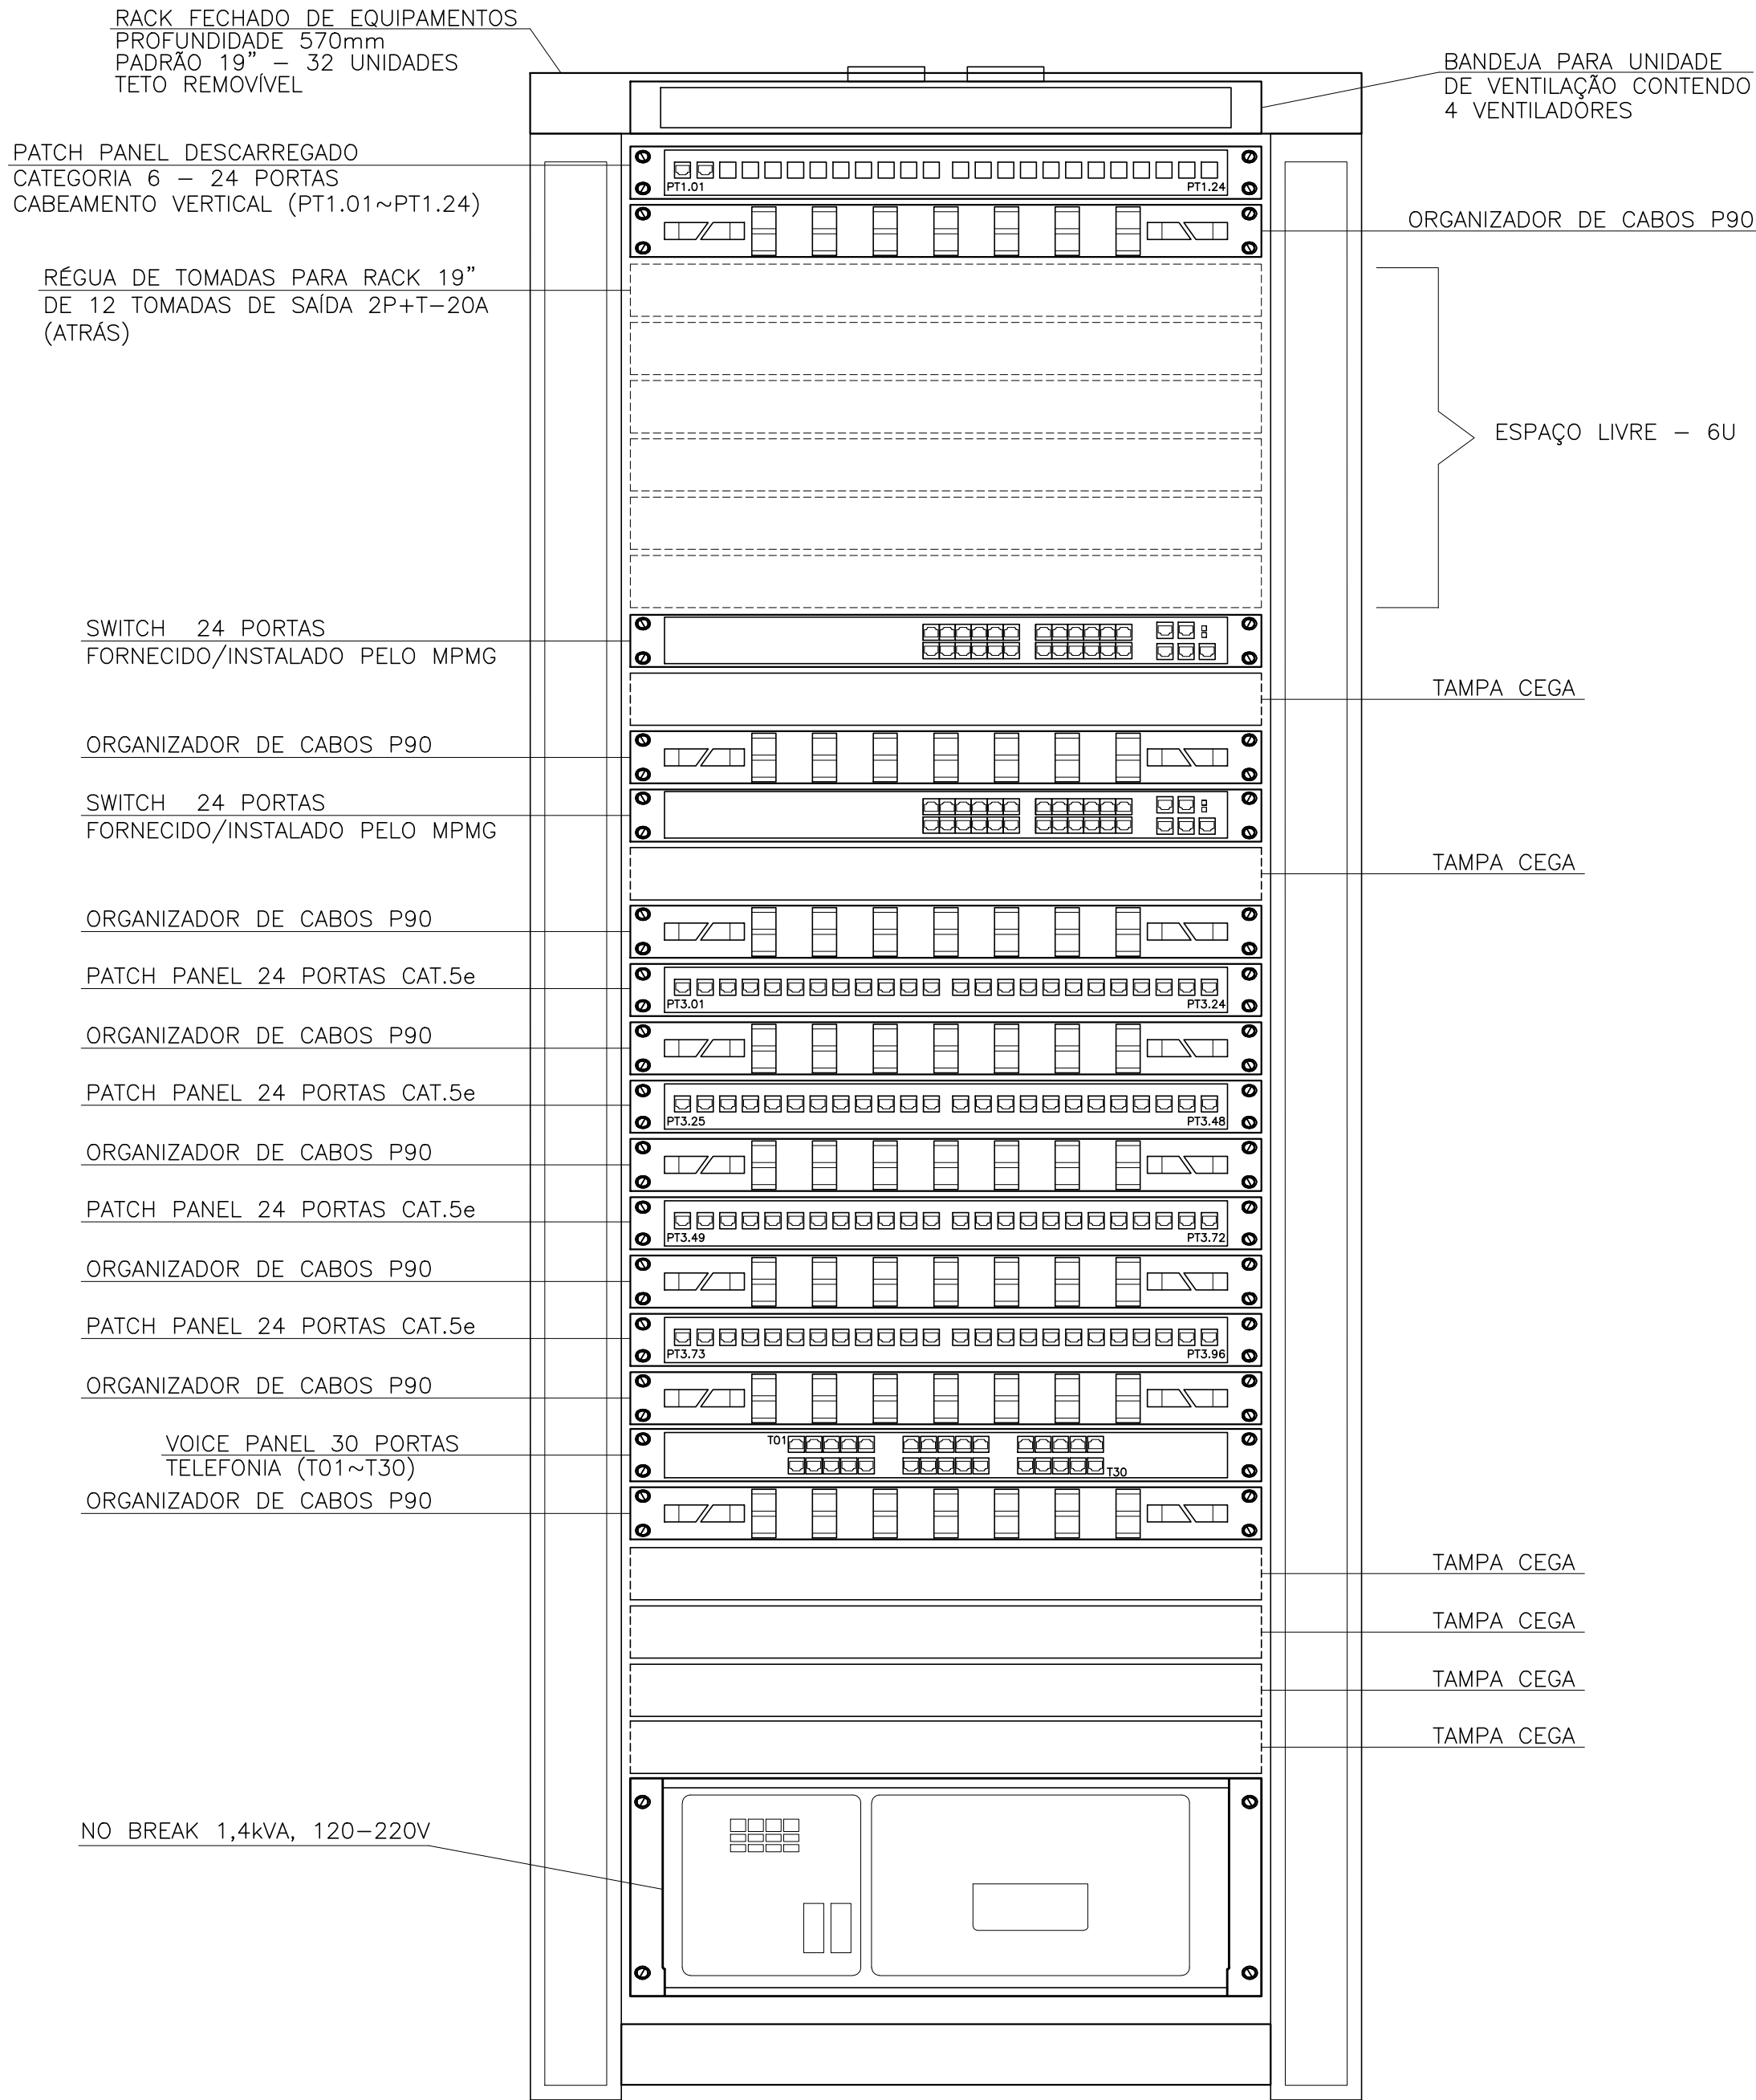 RACK FECHADO DE EQUIPAMENTOS
PROFUNDIDADE 570mm
PADRÃO 19” – 32 UNIDADES
TETO REMOVÍVEL
BANDEJA PARA UNIDADE
DE VENTILAÇÃO CONTENDO
4 VENTILADORES
PATCH PANEL DESCARREGADO
CATEGORIA 6 – 24 PORTAS
CABEAMENTO VERTICAL (PT1.01~PT1.24)
PT1.01
PT1.24
ORGANIZADOR DE CABOS P90
RÉGUA DE TOMADAS PARA RACK 19”
DE 12 TOMADAS DE SAÍDA 2P+T–20A
(ATRÁS)
ESPAÇO LIVRE – 6U
SWITCH 24 PORTAS
FORNECIDO/INSTALADO PELO MPMG
TAMPA CEGA
ORGANIZADOR DE CABOS P90
SWITCH 24 PORTAS
FORNECIDO/INSTALADO PELO MPMG
TAMPA CEGA
ORGANIZADOR DE CABOS P90
PATCH PANEL 24 PORTAS CAT.5e
PT3.01
PT3.24
ORGANIZADOR DE CABOS P90
PATCH PANEL 24 PORTAS CAT.5e
PT3.25
PT3.48
ORGANIZADOR DE CABOS P90
PATCH PANEL 24 PORTAS CAT.5e
PT3.49
PT3.72
ORGANIZADOR DE CABOS P90
PATCH PANEL 24 PORTAS CAT.5e
PT3.73
PT3.96
ORGANIZADOR DE CABOS P90
VOICE PANEL 30 PORTAS
TELEFONIA (T01~T30)
T01
T30
ORGANIZADOR DE CABOS P90
TAMPA CEGA
TAMPA CEGA
TAMPA CEGA
TAMPA CEGA
NO BREAK 1,4kVA, 120–220V